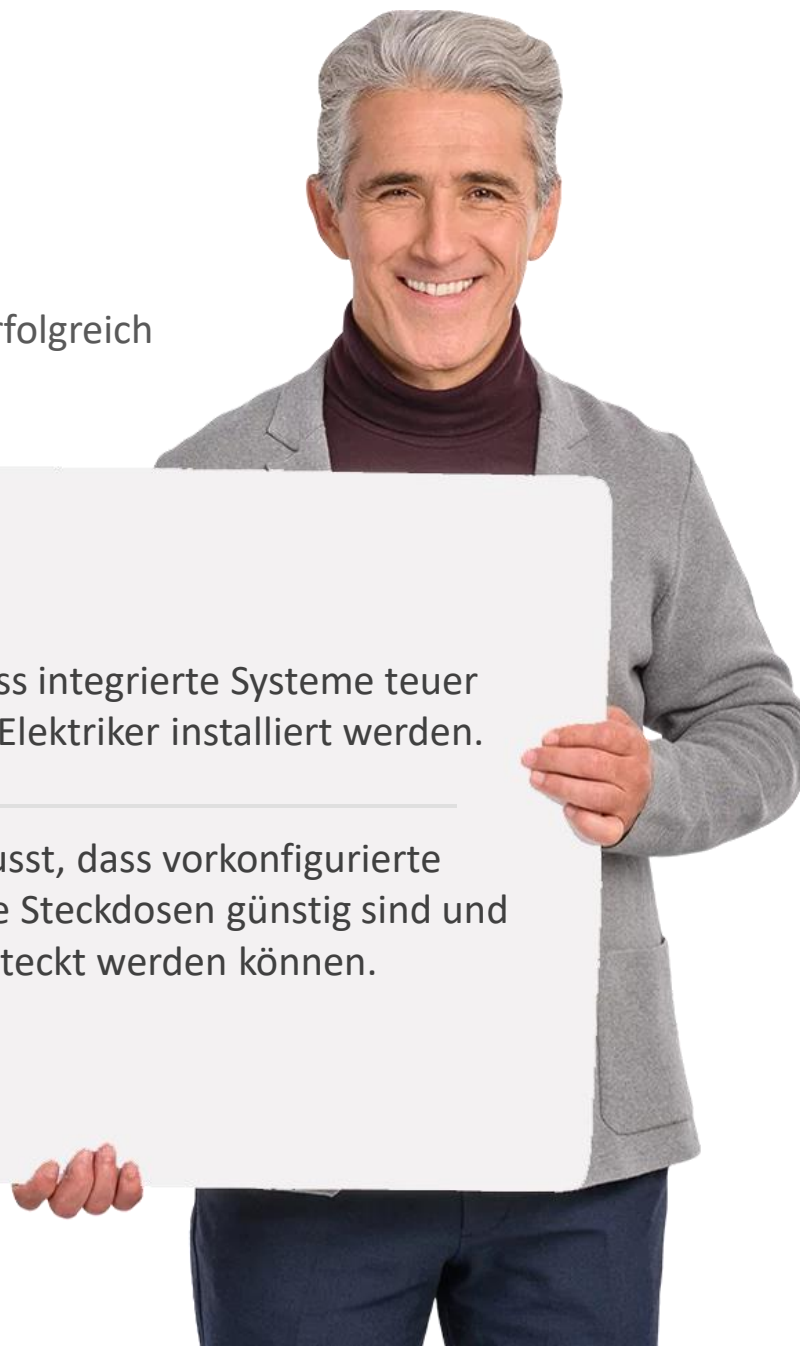 rfolgreich
ss integrierte Systeme teuer
Elektriker installiert werden.
usst, dass vorkonfigurierte
e Steckdosen günstig sind und
teckt werden können.